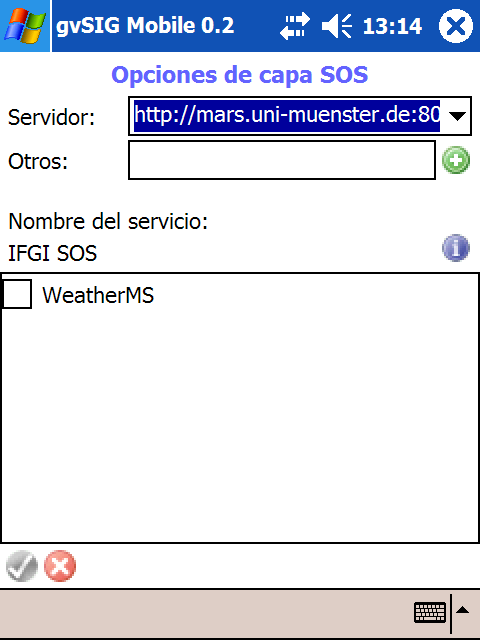 gvSIG Mobile 0.2 13:14
Opciones de capa SOS
Servidor: http://mars.uni-muenster.de:80
Otros:
Nombre del servicio:
IFGI SOS
WeatherMS